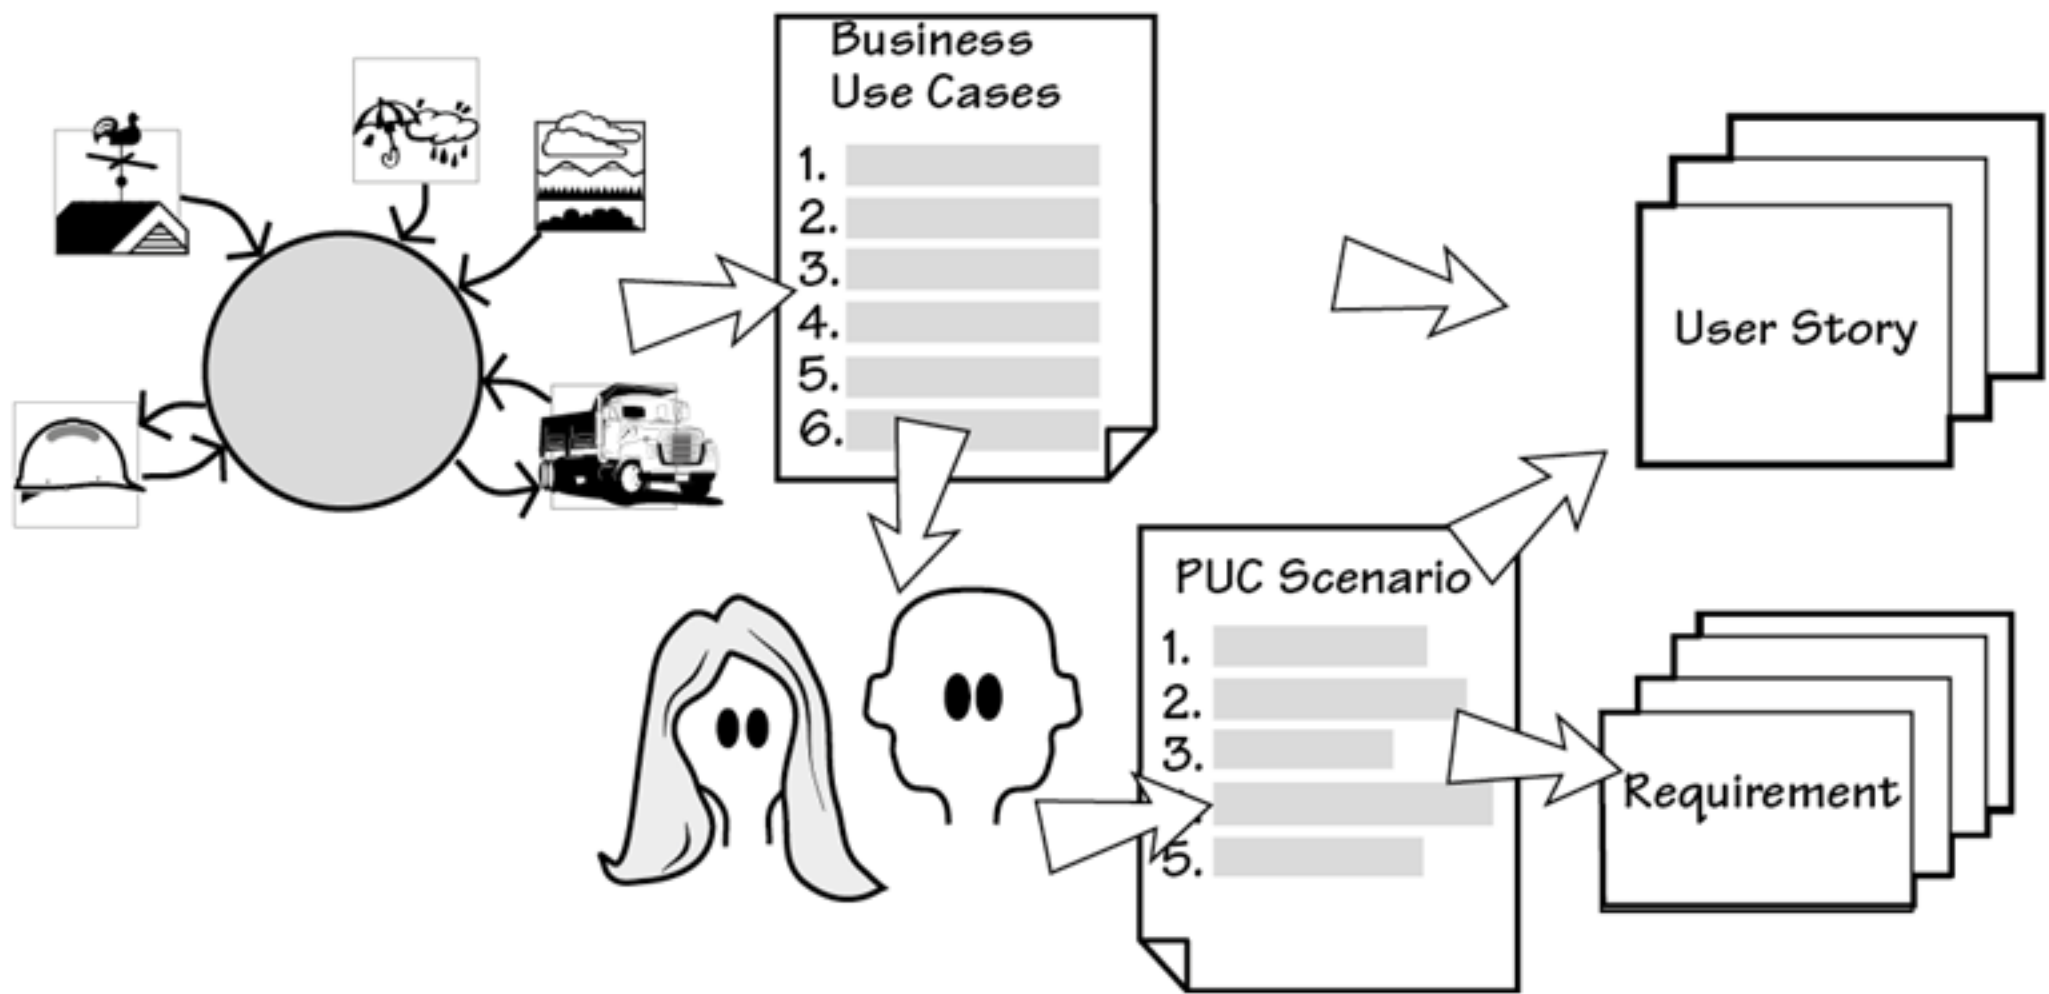 Business
Use Cases
1.
2.
3.
4.
5.
6.
User Story
PUC Scenario
1.
2.
3.
5.
Requirement